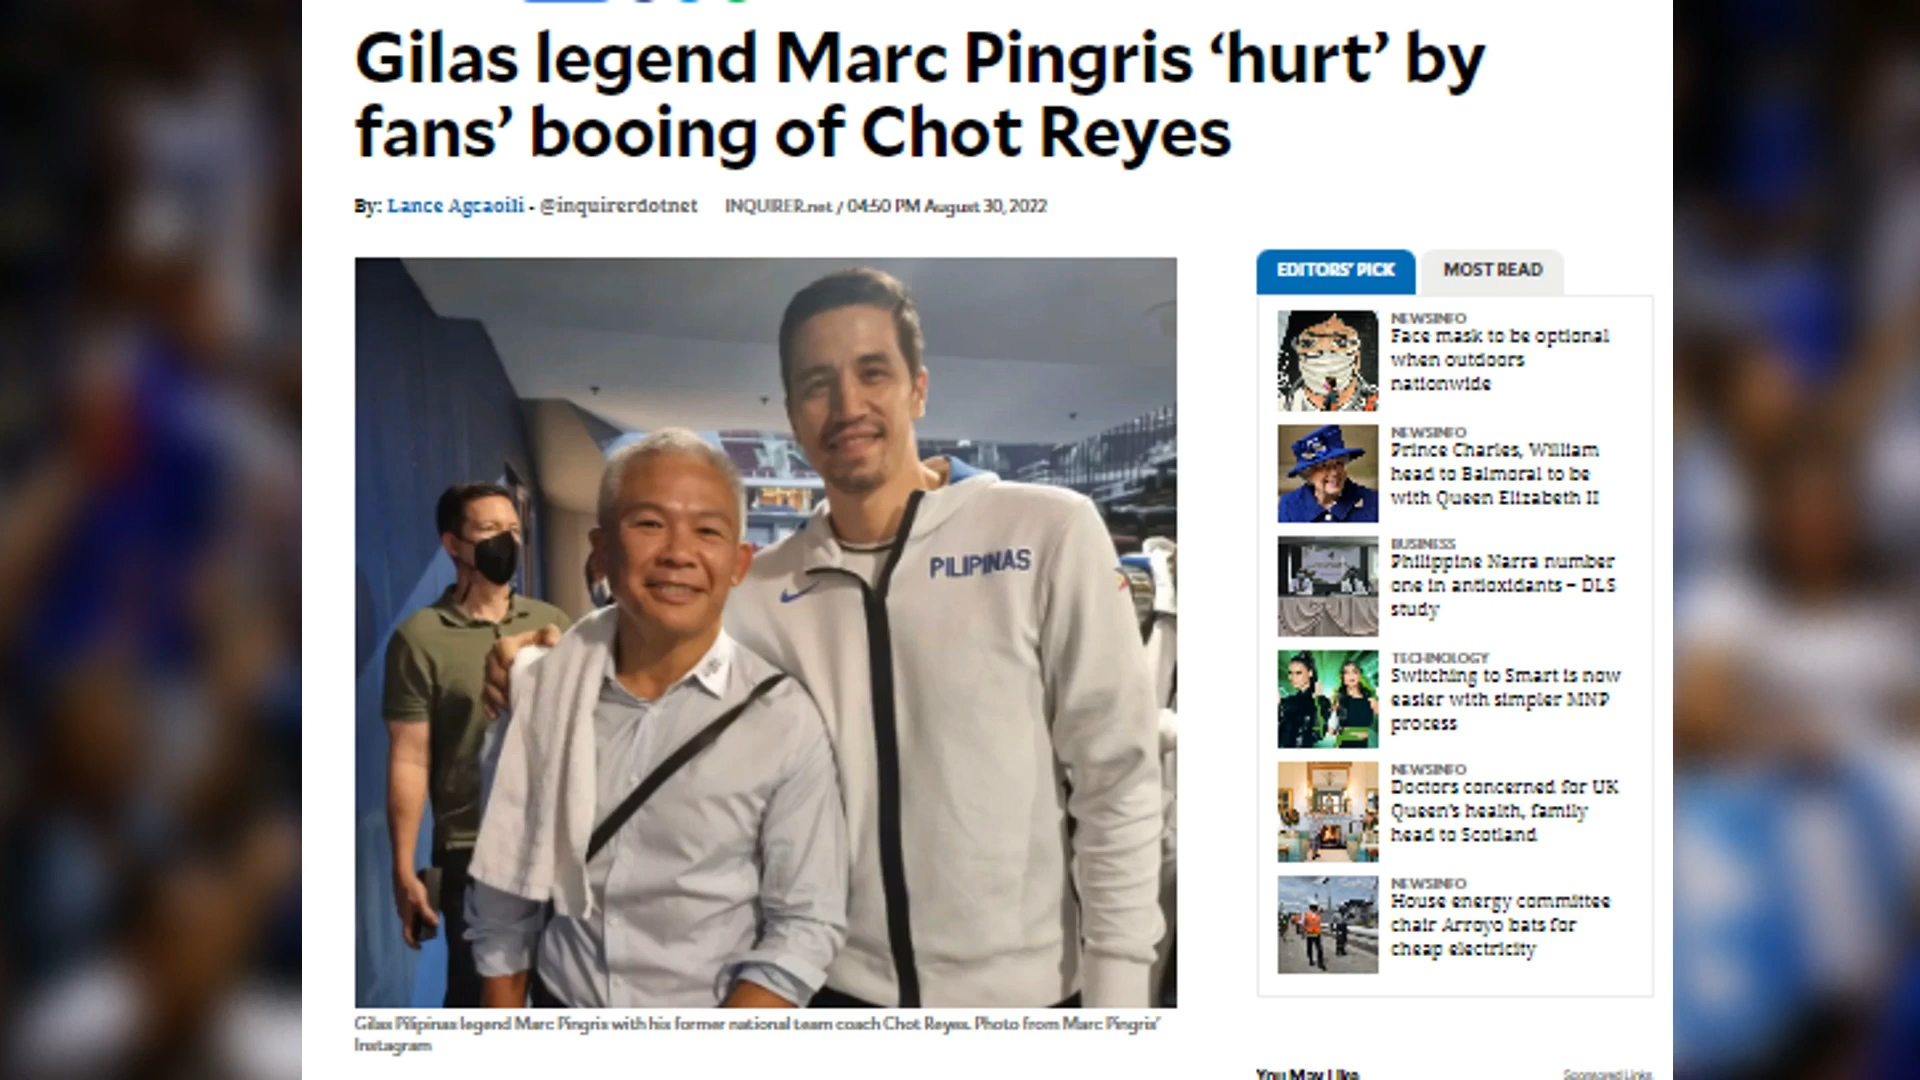 Gilas legend Marc Pingris ‘hurt’ by
fans’ booing of Chot Reyes
By: Lance Agcaoili - @inquirerdotnet INQUIRER.net / 04:50 PM August 30, 2022
EDITORS' PICK MOST READ
NEWSINFO
Face mask to be optional
when outdoors
nationwide
NEWSINFO
Prince Charles, William
head to Balmoral to be
with Queen Elizabeth II
BUSINESS
Philippine Narra number
one in antioxidants – DLS
study
TECHNOLOGY
Switching to Smart is now
easier with simpler MNP
process
NEWSINFO
Doctors concerned for UK
Queen's health, family
head to Scotland
NEWSINFO
House energy committee
chair Arroyo bats for
cheap electricity
PILIPINAS
Gilas Pilipinas legend Marc Pingris with his former national team coach Chot Reyes. Photo from Marc Pingris'
Instagram
You May Like Sponsored Links